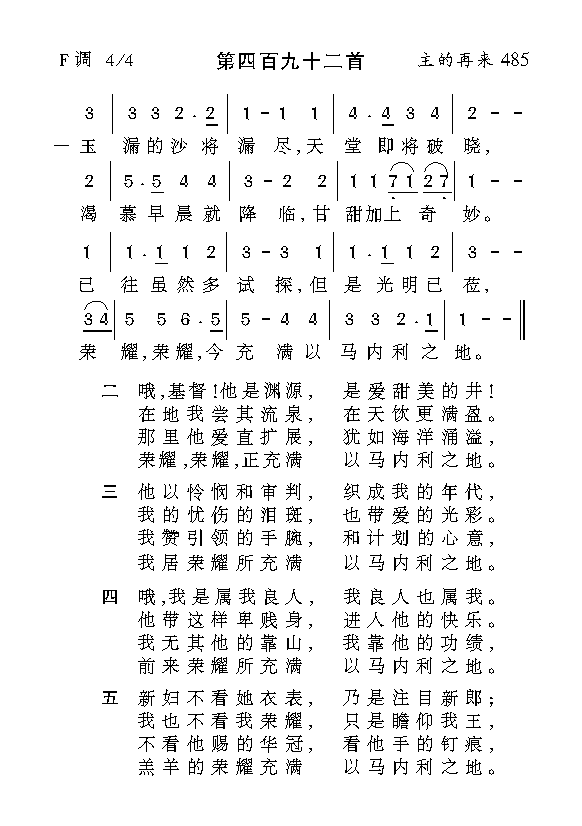 F 调 4/4 第四百九十二首 主的再来 485
3 | 3 3 2 . 2 | 1 - 1 1 | 4 . 4 3 4 | 2 - -
一 玉 漏的沙将 漏 尽,天 堂 即将破 晓,
2 | 5 . 5 4 4 | 3 - 2 2 | 1 1 7 1 2 7 | 1 - -
渴 慕早晨就 降 临,甘 甜加上奇 妙。
1 | 1 . 1 1 2 | 3 - 3 1 | 1 . 1 1 2 | 3 - -
已 往虽然多 试 探,但 是光明已 莅,
3 4 | 5 5 6 . 5 | 5 - 4 4 | 3 3 2 . 1 | 1 - -
荣 耀,荣耀,今充 满以 马内利之 地。
二 哦,基督!他是渊源, 是爱甜美的井!
在地我尝其流泉, 在天饮更满盈。
那里他爱直扩展, 犹如海洋涌溢,
荣耀,荣耀,正充满 以马内利之地。
三 他以怜悯和审判, 织成我的年代,
我的忧伤的泪斑, 也带爱的光彩。
我赞引领的手腕, 和计划的心意,
我居荣耀所充满 以马内利之地。
四 哦,我是属我良人, 我良人也属我。
他带这样卑贱身, 进入他的快乐。
我无其他的靠山, 我靠他的功绩,
前来荣耀所充满 以马内利之地。
五 新妇不看她衣表, 乃是注目新郎;
我也不看我荣耀, 只是瞻仰我王,
不看他赐的华冠, 看他手的钉痕,
羔羊的荣耀充满 以马内利之地。